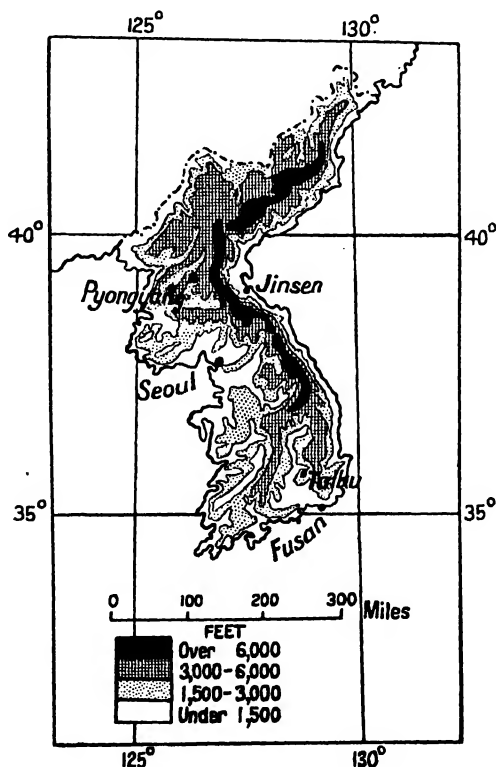 125° 130°
40° 40°
Jinsen
Pyongyang
Seoul
Taihu
35° 35°
Fusan
0 100 200 300 Miles
FEET
Over 6,000
3,000-6,000
1,500-3,000
Under 1,500
125° 130°